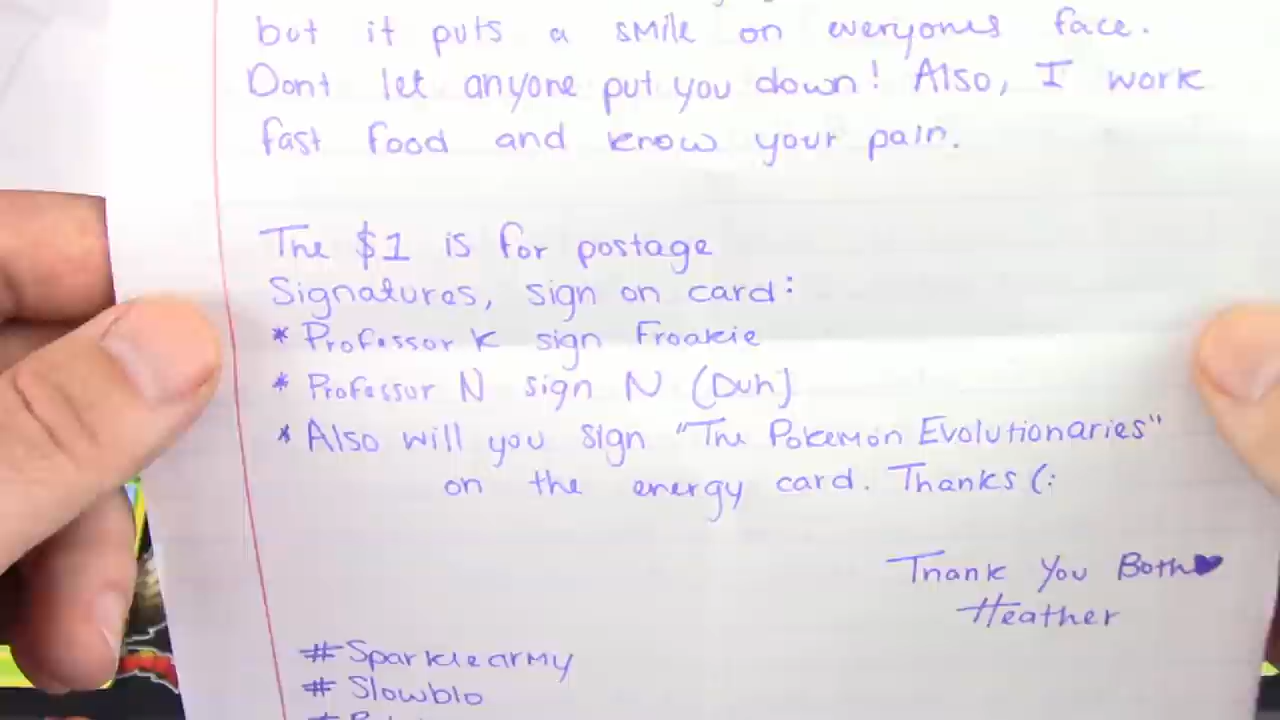 but it puts a smile on everyones face.
Dont let anyone put you down! Also, I work
fast food and know your pain.
The $1 is for postage
Signatures, sign on card:
* Professor K sign Froakie
* Professor N sign N (Duh)
* Also will you sign "The Pokemon Evolutionaries"
on the energy card. Thanks (:
Thank You Both♥
Heather
#Sparklearmy
#Slowblo